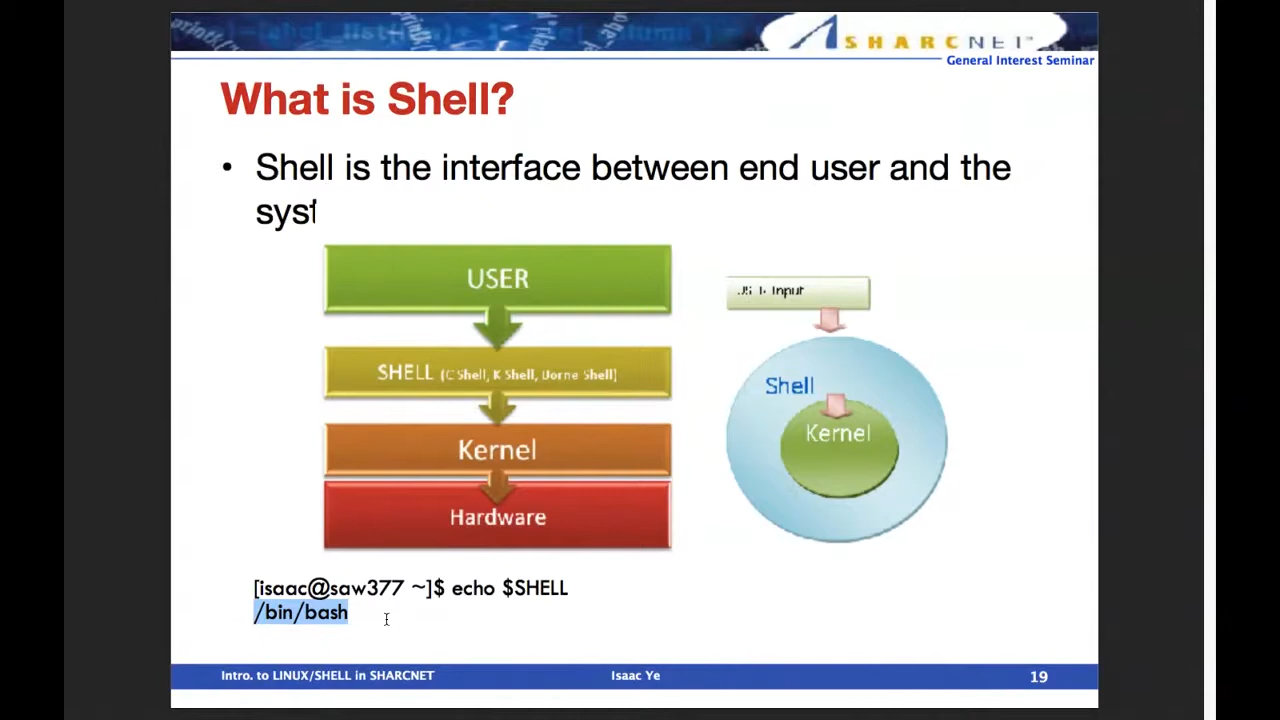 SHARCNET™
General Interest Seminar
What is Shell?
• Shell is the interface between end user and the
syst
USER
SHELL (C Shell, K Shell, Borne Shell)
Kernel
Hardware
Input
Shell
Kernel
[isaac@saw377 ~]$ echo $SHELL
/bin/bash
Intro. to LINUX/SHELL in SHARCNET
Isaac Ye
19